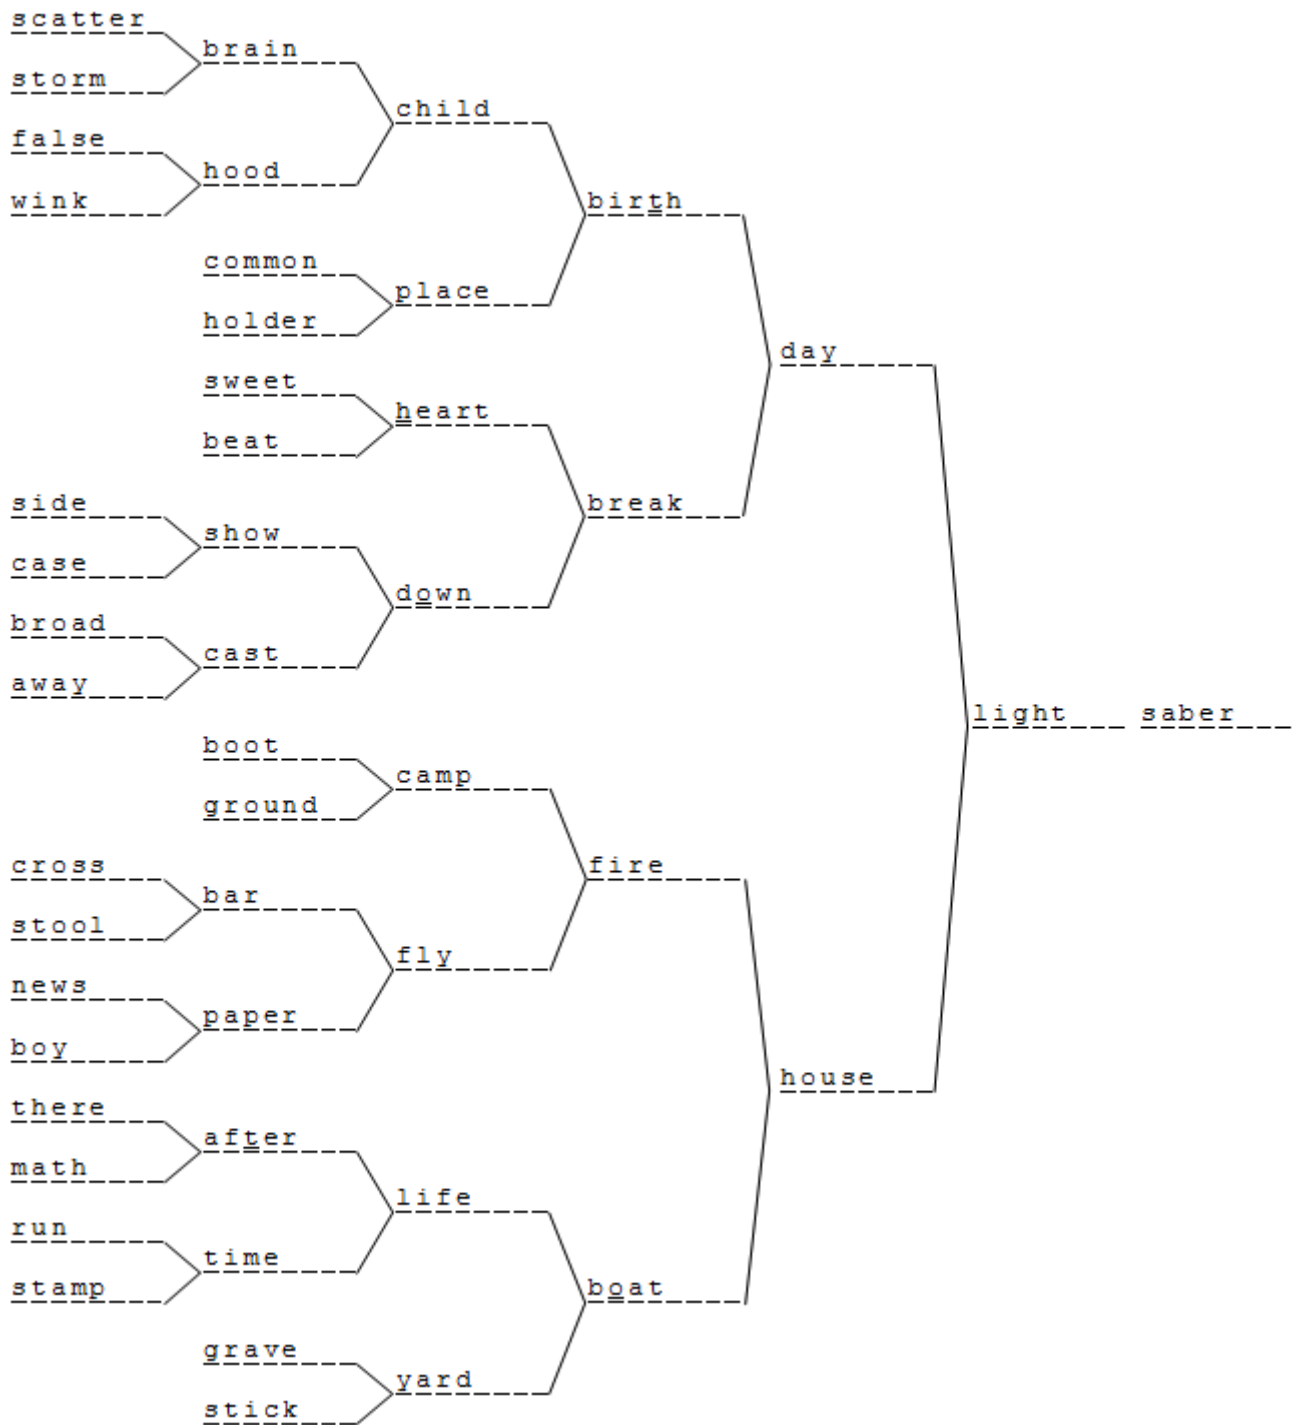 scatter
brain
storm
child
false
hood
wink
birth
common
place
holder
day
sweet
heart
beat
side
break
show
case
down
broad
cast
away
light saber
boot
camp
ground
cross
fire
bar
stool
fly
news
paper
boy
house
there
after
math
life
run
time
stamp
boat
grave
yard
stick